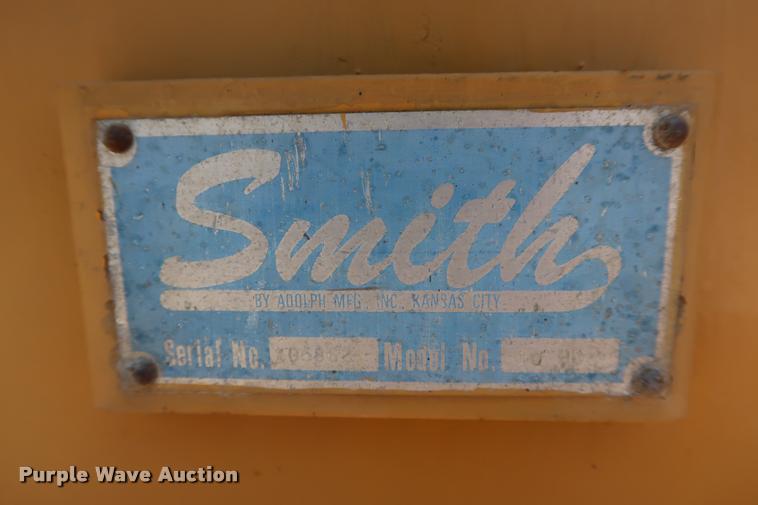 Smith
BY ADOLPH MFG. INC. KANSAS CITY
Serial No. Model No.
Purple Wave Auction